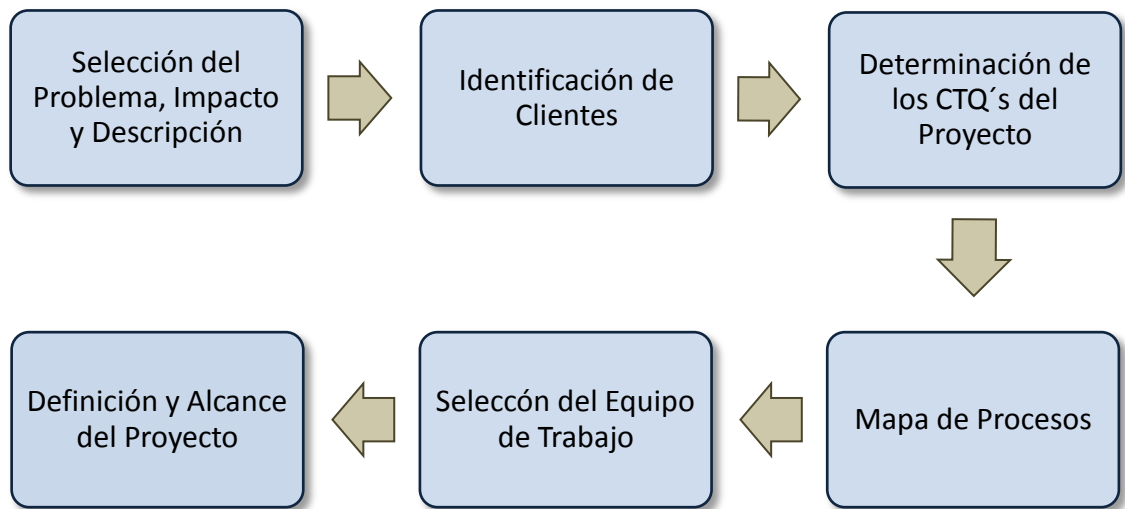 Selección del
Problema, Impacto
y Descripción
Identificación de
Clientes
Determinación de
los CTQ´s del
Proyecto
Mapa de Procesos
Seleccón del Equipo
de Trabajo
Definición y Alcance
del Proyecto